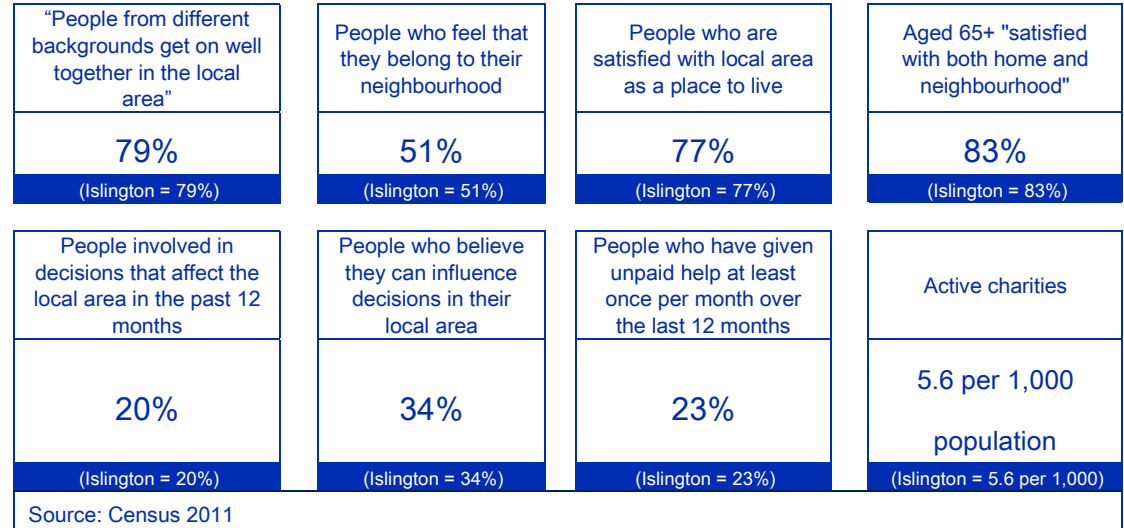 “People from different
backgrounds get on well
together in the local
area”
79%
(Islington = 79%)
People who feel that
they belong to their
neighbourhood
51%
(Islington = 51%)
People who are
satisfied with local area
as a place to live
77%
(Islington = 77%)
Aged 65+ "satisfied
with both home and
neighbourhood"
83%
(Islington = 83%)
People involved in
decisions that affect the
local area in the past 12
months
20%
(Islington = 20%)
People who believe
they can influence
decisions in their
local area
34%
(Islington = 34%)
People who have given
unpaid help at least
once per month over
the last 12 months
23%
(Islington = 23%)
Active charities
5.6 per 1,000
population
(Islington = 5.6 per 1,000)
Source: Census 2011